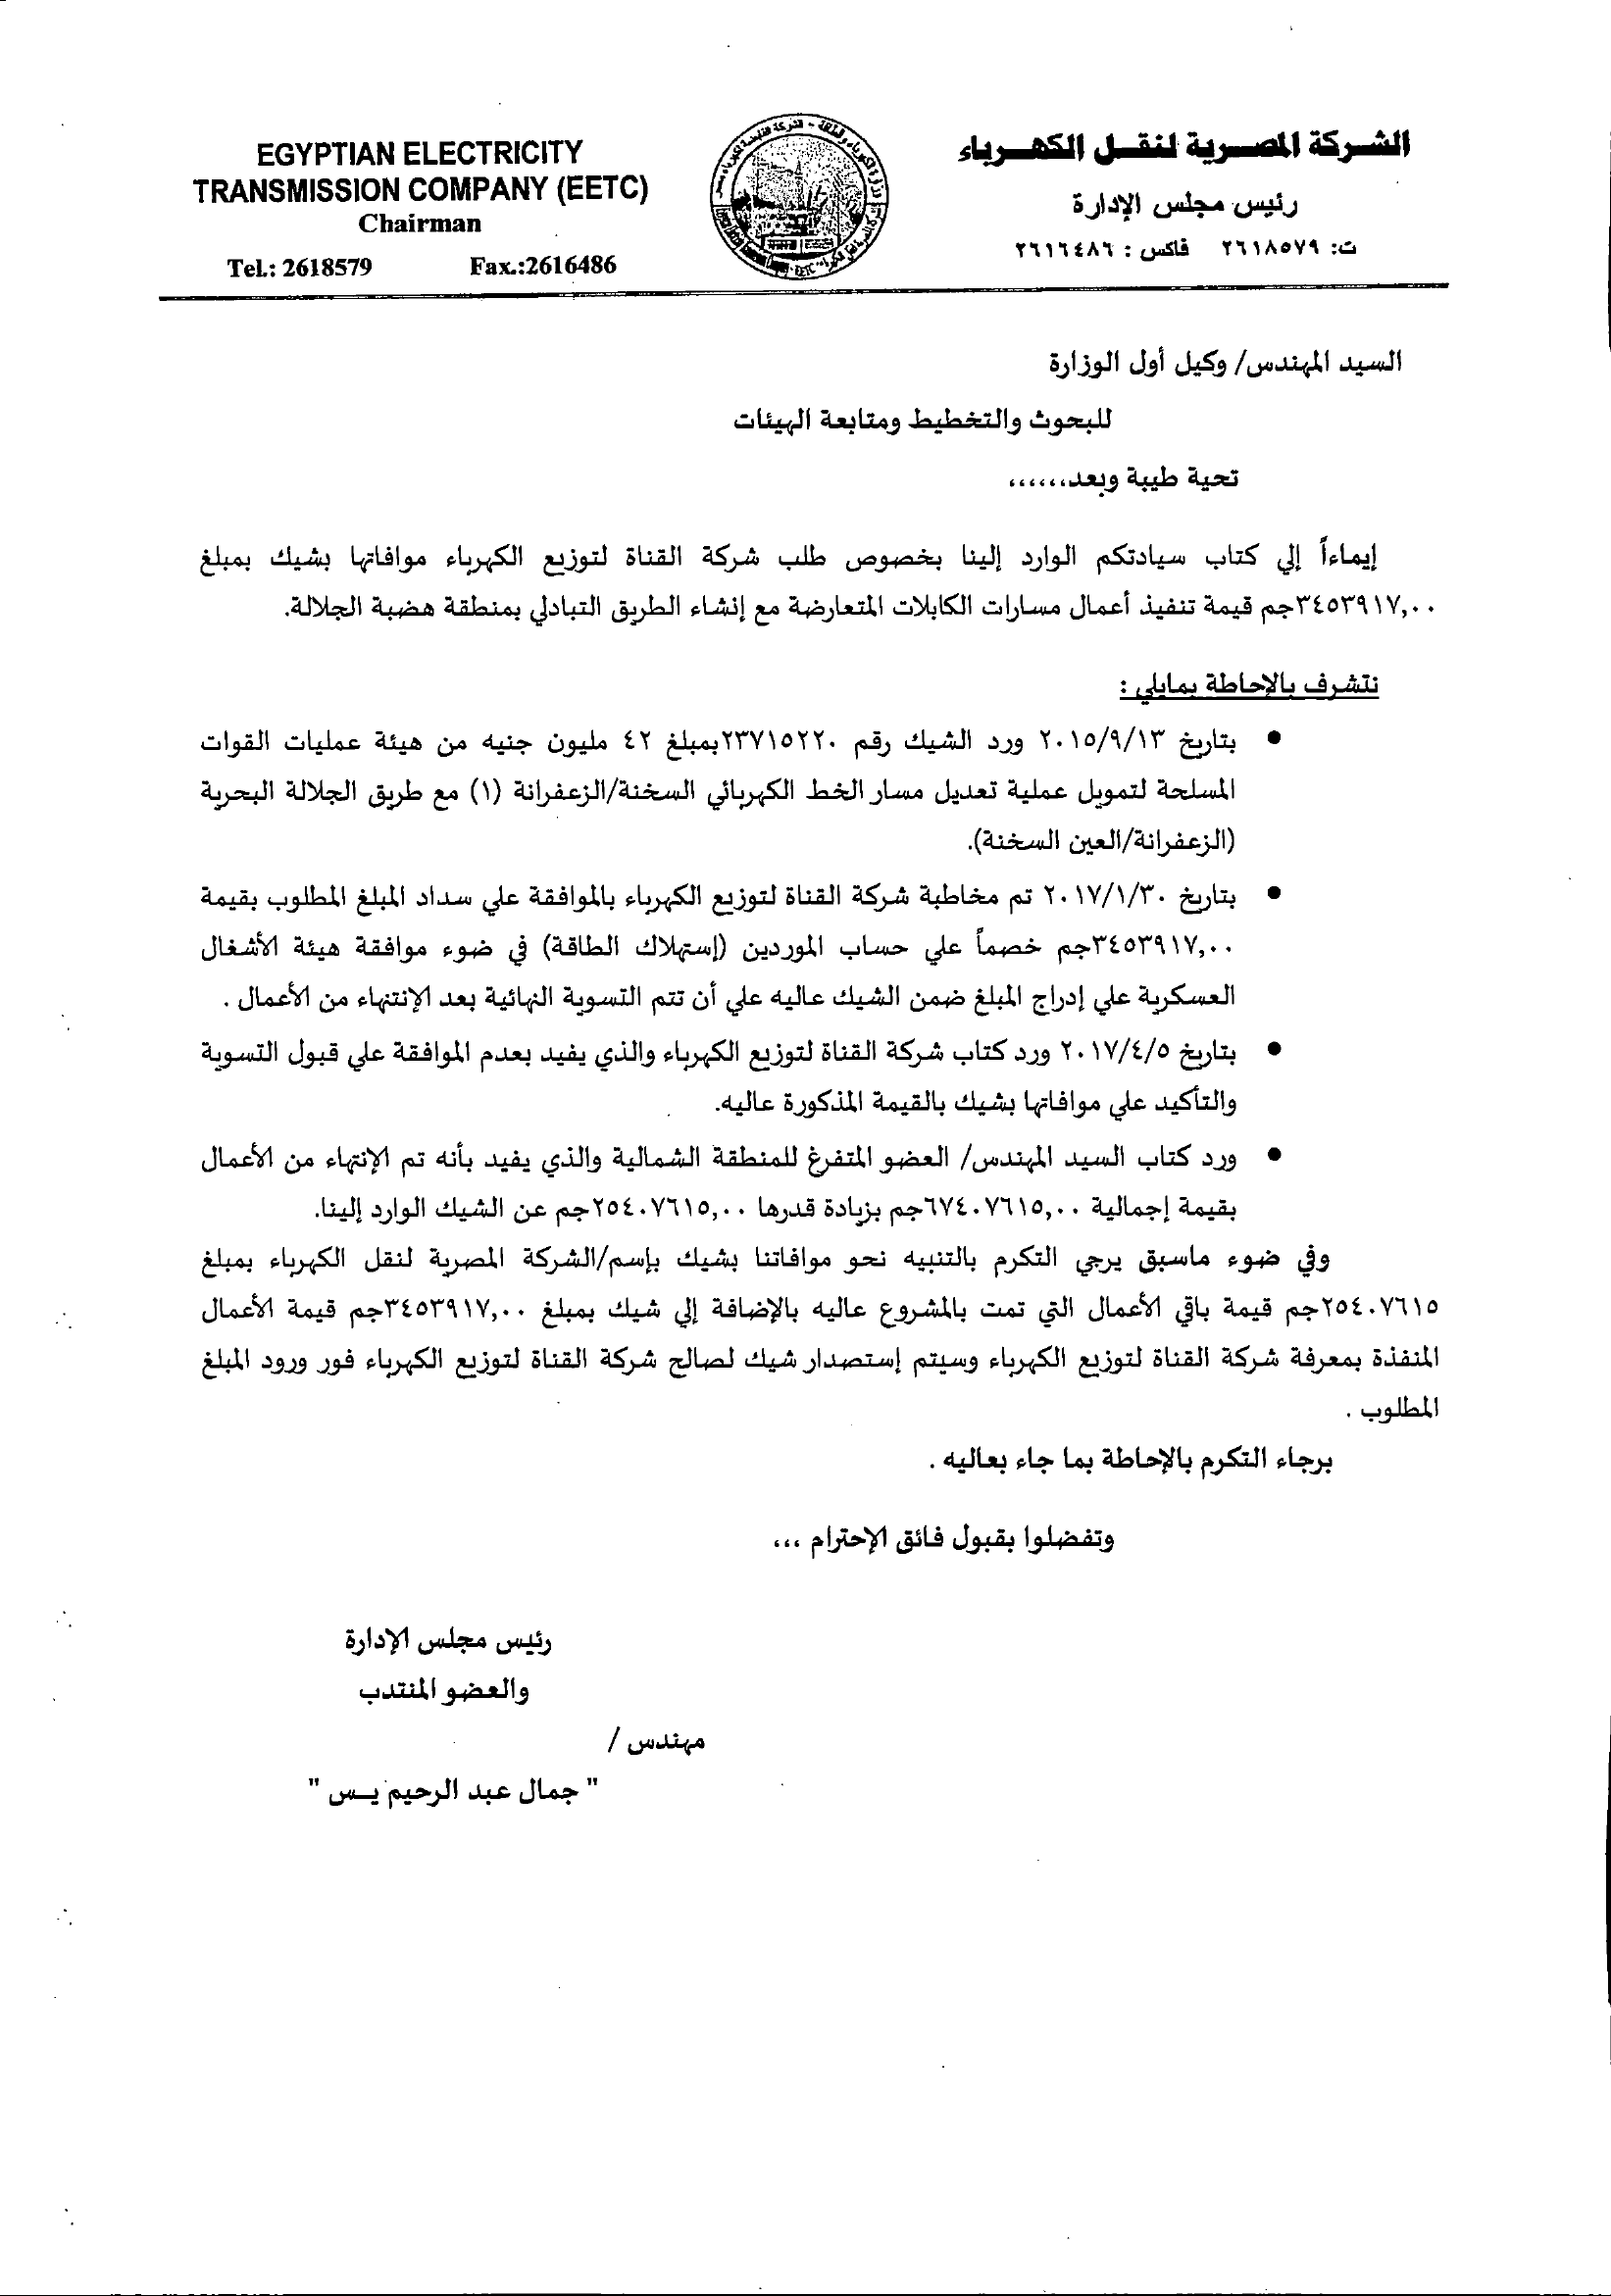 EGYPTIAN ELECTRICITY
TRANSMISSION COMPANY (EETC)
Chairman
Tel.: 2618579 Fax.:2616486
الشركة المصرية لنقل الكهرباء
رئيس مجلس الإدارة
ت: ٢٦١٨٥٧٩ فاكس : ٢٦١٦٤٨٦
السيد المهندس/ وكيل أول الوزارة
للبحوث والتخطيط ومتابعة الهيئات
تحية طيبة وبعد،،،،،،
إيماءاً إلي كتاب سيادتكم الوارد إلينا بخصوص طلب شركة القناة لتوزيع الكهرباء موافاتها بشيك بمبلغ
٣٤٥٣٩١٧,٠٠جم قيمة تنفيذ أعمال مسارات الكابلات المتعارضة مع إنشاء الطريق التبادلي بمنطقة هضبة الجلالة.
نتشرف بالإحاطة بمايلي :
• بتاريخ ٢٠١٥/٩/١٣ ورد الشيك رقم ٢٣٧١٥٢٢٠بمبلغ ٤٢ مليون جنيه من هيئة عمليات القوات
المسلحة لتمويل عملية تعديل مسار الخط الكهربائي السخنة/الزعفرانة (١) مع طريق الجلالة البحرية
(الزعفرانة/العين السخنة).
• بتاريخ ٢٠١٧/١/٣٠ تم مخاطبة شركة القناة لتوزيع الكهرباء بالموافقة علي سداد المبلغ المطلوب بقيمة
٣٤٥٣٩١٧,٠٠جم خصماً علي حساب الموردين (إستهلاك الطاقة) في ضوء موافقة هيئة الأشغال
العسكرية علي إدراج المبلغ ضمن الشيك عاليه علي أن تتم التسوية النهائية بعد الإنتهاء من الأعمال .
• بتاريخ ٢٠١٧/٤/٥ ورد كتاب شركة القناة لتوزيع الكهرباء والذي يفيد بعدم الموافقة علي قبول التسوية
والتأكيد علي موافاتها بشيك بالقيمة المذكورة عاليه.
• ورد كتاب السيد المهندس/ العضو المتفرغ للمنطقة الشمالية والذي يفيد بأنه تم الإنتهاء من الأعمال
بقيمة إجمالية ٦٧٤٠٧٦١٥,٠٠جم بزيادة قدرها ٢٥٤٠٧٦١٥,٠٠جم عن الشيك الوارد إلينا.
وفي ضوء ماسبق يرجي التكرم بالتنبيه نحو موافاتنا بشيك بإسم/الشركة المصرية لنقل الكهرباء بمبلغ
٢٥٤٠٧٦١٥جم قيمة باقي الأعمال التي تمت بالمشروع عاليه بالإضافة إلي شيك بمبلغ ٣٤٥٣٩١٧,٠٠جم قيمة الأعمال
المنفذة بمعرفة شركة القناة لتوزيع الكهرباء وسيتم إستصدار شيك لصالح شركة القناة لتوزيع الكهرباء فور ورود المبلغ
المطلوب .
برجاء التكرم بالإحاطة بما جاء بعاليه .
وتفضلوا بقبول فائق الإحترام ...
رئيس مجلس الإدارة
والعضو المنتدب
مهندس /
" جمال عبد الرحيم يس "